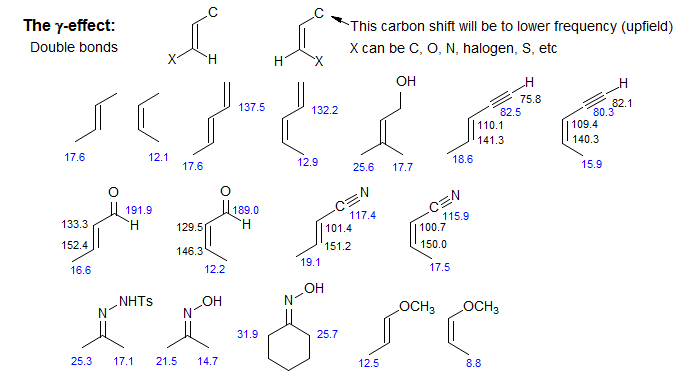 The γ-effect:
Double bonds
C
X H
C
H X
This carbon shift will be to lower frequency (upfield)
X can be C, O, N, halogen, S, etc
17.6
12.1
137.5
17.6
132.2
12.9
OH
25.6 17.7
H
75.8
82.5
110.1
141.3
18.6
H
82.1
80.3
109.4
140.3
15.9
O
191.9
H
133.3
152.4
16.6
O
189.0
H
129.5
146.3
12.2
N
C
117.4
101.4
151.2
19.1
N
C
115.9
100.7
150.0
17.5
NHTs
N
25.3 17.1
OH
N
21.5 14.7
OH
N
31.9 25.7
OCH3
12.5
OCH3
8.8